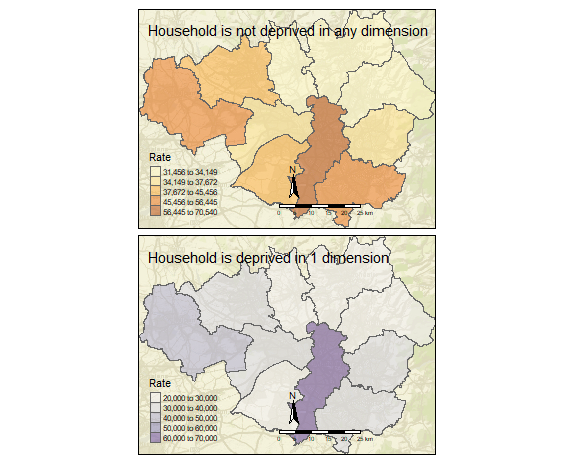 Household is not deprived in any dimension
Rate
31,456 to 34,149
34,149 to 37,672
37,672 to 45,456
45,456 to 56,445
56,445 to 70,540
N
0 5 10 15 20 25 km
Household is deprived in 1 dimension
Rate
20,000 to 30,000
30,000 to 40,000
40,000 to 50,000
50,000 to 60,000
60,000 to 70,000
N
0 5 10 15 20 25 km